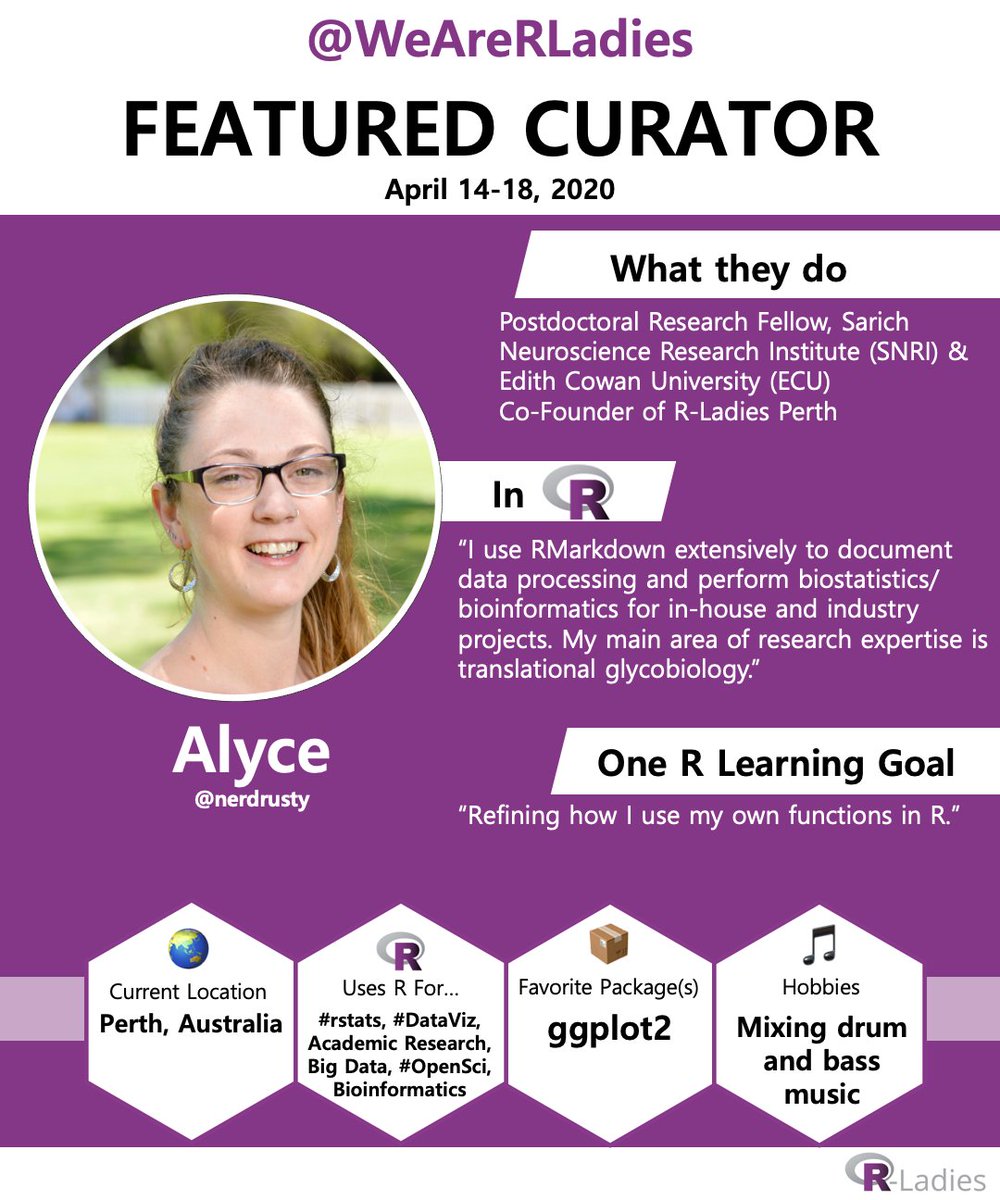 @WeAreRLadies
FEATURED CURATOR
April 14-18, 2020
What they do
Postdoctoral Research Fellow, Sarich
Neuroscience Research Institute (SNRI) &
Edith Cowan University (ECU)
Co-Founder of R-Ladies Perth
In R
“I use RMarkdown extensively to document
data processing and perform biostatistics/
bioinformatics for in-house and industry
projects. My main area of research expertise is
translational glycobiology.”
Alyce
@nerdrusty
One R Learning Goal
“Refining how I use my own functions in R.”
Current Location
Perth, Australia
R
Uses R For...
#rstats, #DataViz,
Academic Research,
Big Data, #OpenSci,
Bioinformatics
Favorite Package(s)
ggplot2
Hobbies
Mixing drum
and bass
music
R-Ladies